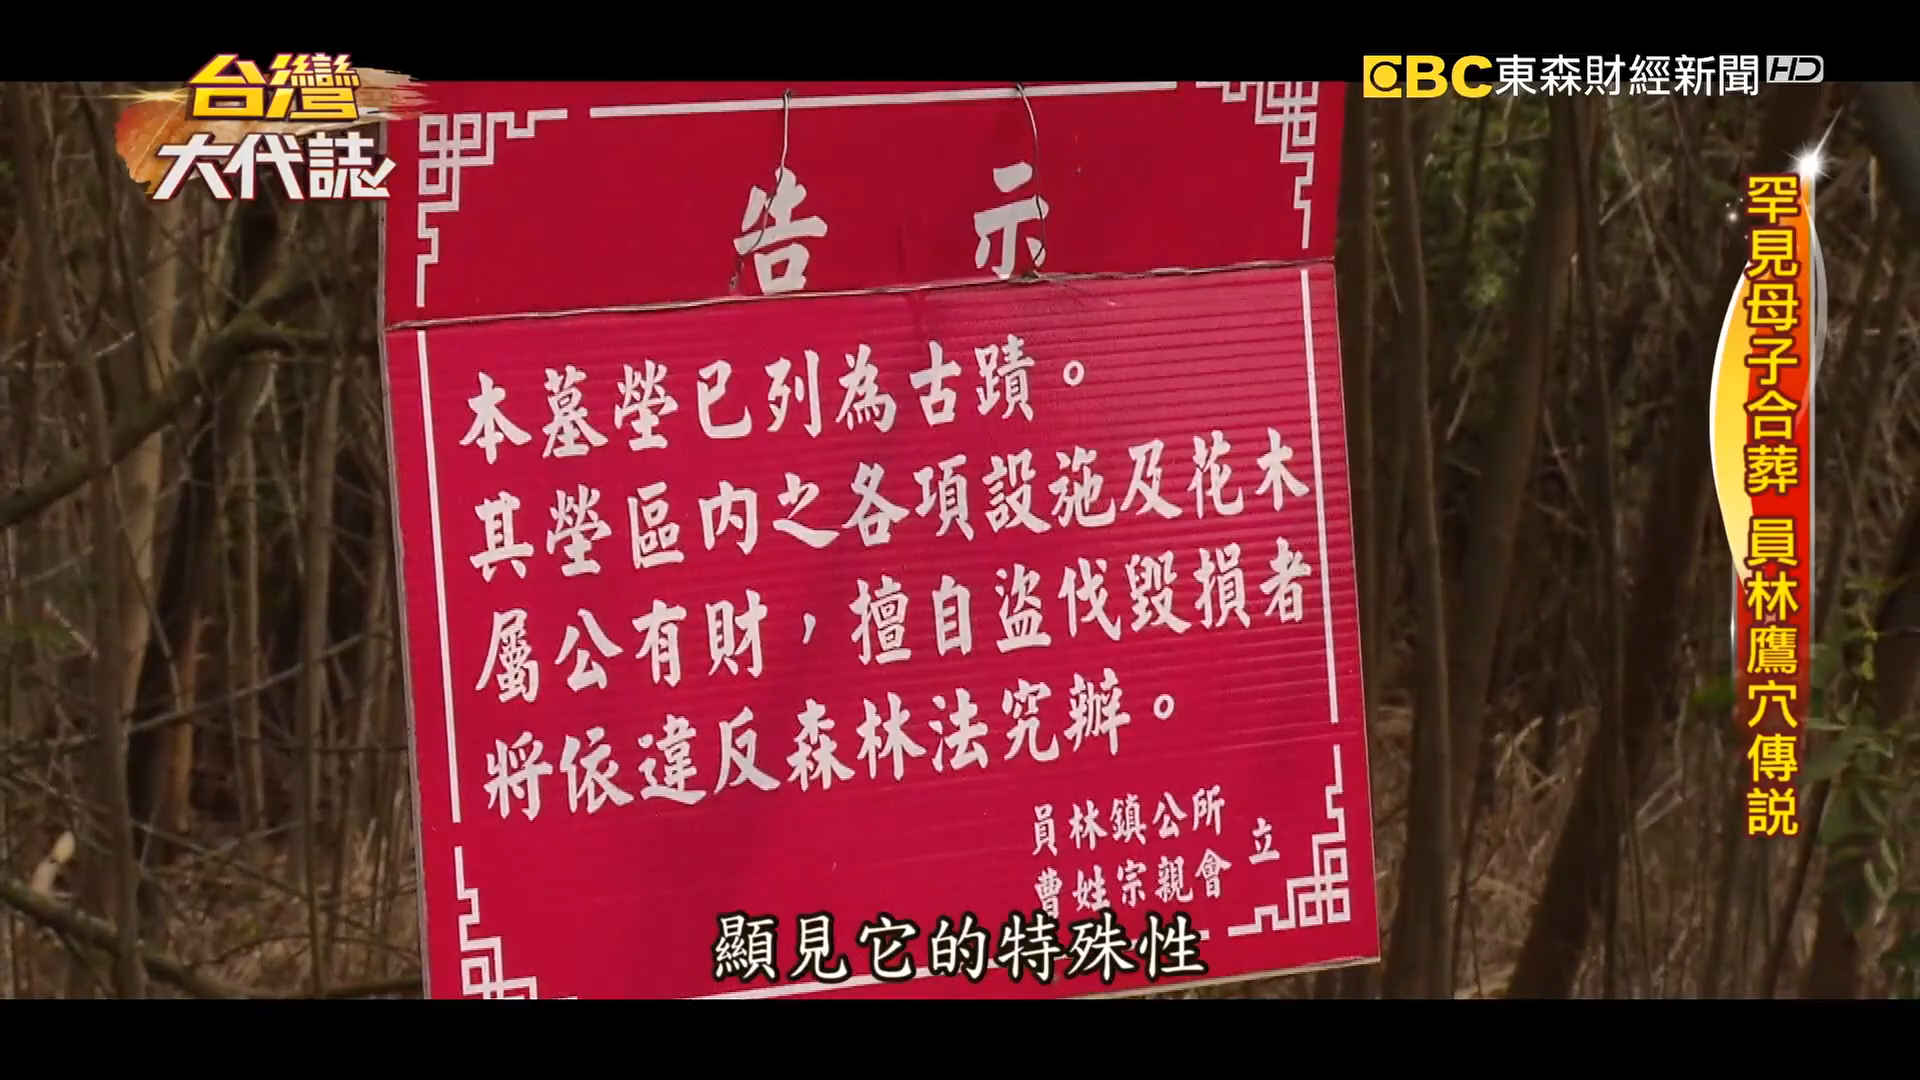 台灣
大代誌
EBC東森財經新聞HD
罕見母子合葬 員林鷹穴傳説
告示
本墓塋已列為古蹟。
其塋區內之各項設施及花木
屬公有財，擅自盜伐毀損者
將依違反森林法究辦。
員林鎮公所
曹姓宗親會
立
顯見它的特殊性